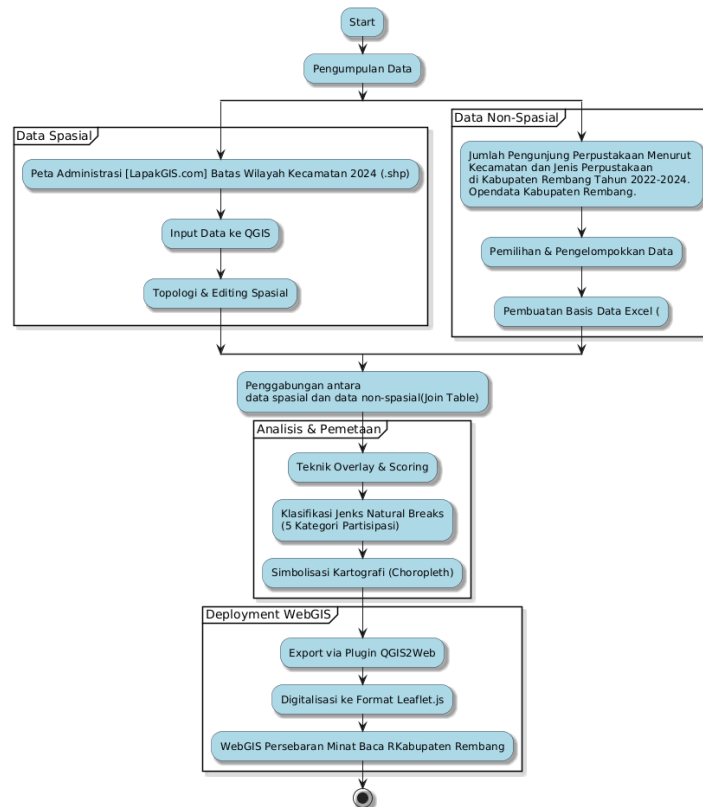 Start
Pengumpulan Data
Data Spasial
Peta Administrasi [LapakGIS.com] Batas Wilayah Kecamatan 2024 (.shp)
Input Data ke QGIS
Topologi & Editing Spasial
Data Non-Spasial
Jumlah Pengunjung Perpustakaan Menurut
Kecamatan dan Jenis Perpustakaan
di Kabupaten Rembang Tahun 2022-2024.
Opendata Kabupaten Rembang.
Pemilihan & Pengelompokkan Data
Pembuatan Basis Data Excel (
Penggabungan antara
data spasial dan data non-spasial(Join Table)
Analisis & Pemetaan
Teknik Overlay & Scoring
Klasifikasi Jenks Natural Breaks
(5 Kategori Partisipasi)
Simbolisasi Kartografi (Choropleth)
Deployment WebGIS
Export via Plugin QGIS2Web
Digitalisasi ke Format Leaflet.js
WebGIS Persebaran Minat Baca RKabupaten Rembang